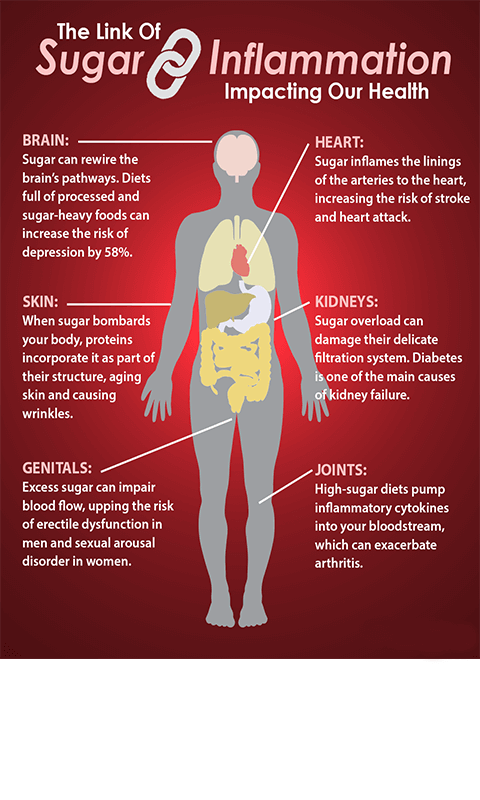 The Link Of
Sugar Inflammation
Impacting Our Health
BRAIN:
Sugar can rewire the
brain's pathways. Diets
full of processed and
sugar-heavy foods can
increase the risk of
depression by 58%.
HEART:
Sugar inflames the linings
of the arteries to the heart,
increasing the risk of stroke
and heart attack.
SKIN:
When sugar bombards
your body, proteins
incorporate it as part of
their structure, aging
skin and causing
wrinkles.
KIDNEYS:
Sugar overload can
damage their delicate
filtration system. Diabetes
is one of the main causes
of kidney failure.
GENITALS:
Excess sugar can impair
blood flow, upping the risk
of erectile dysfunction in
men and sexual arousal
disorder in women.
JOINTS:
High-sugar diets pump
inflammatory cytokines
into your bloodstream,
which can exacerbate
arthritis.